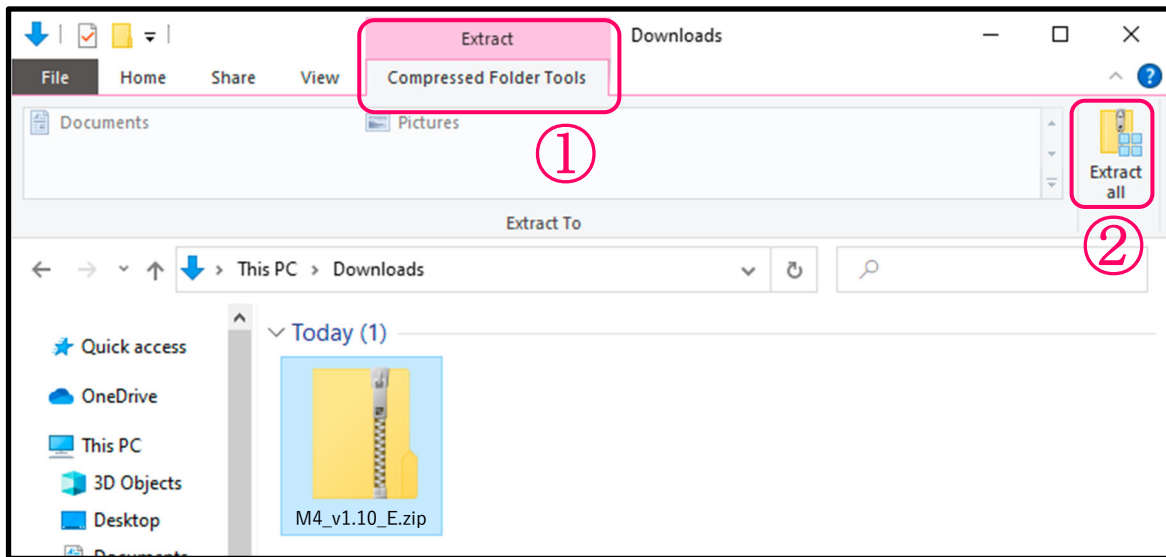 Extract
Downloads
File Home Share View Compressed Folder Tools
?
Documents Pictures
①
Extract
all
Extract To
②
This PC > Downloads
Quick access
Today (1)
OneDrive
This PC
3D Objects
Desktop
Documents
M4_v1.10_E.zip